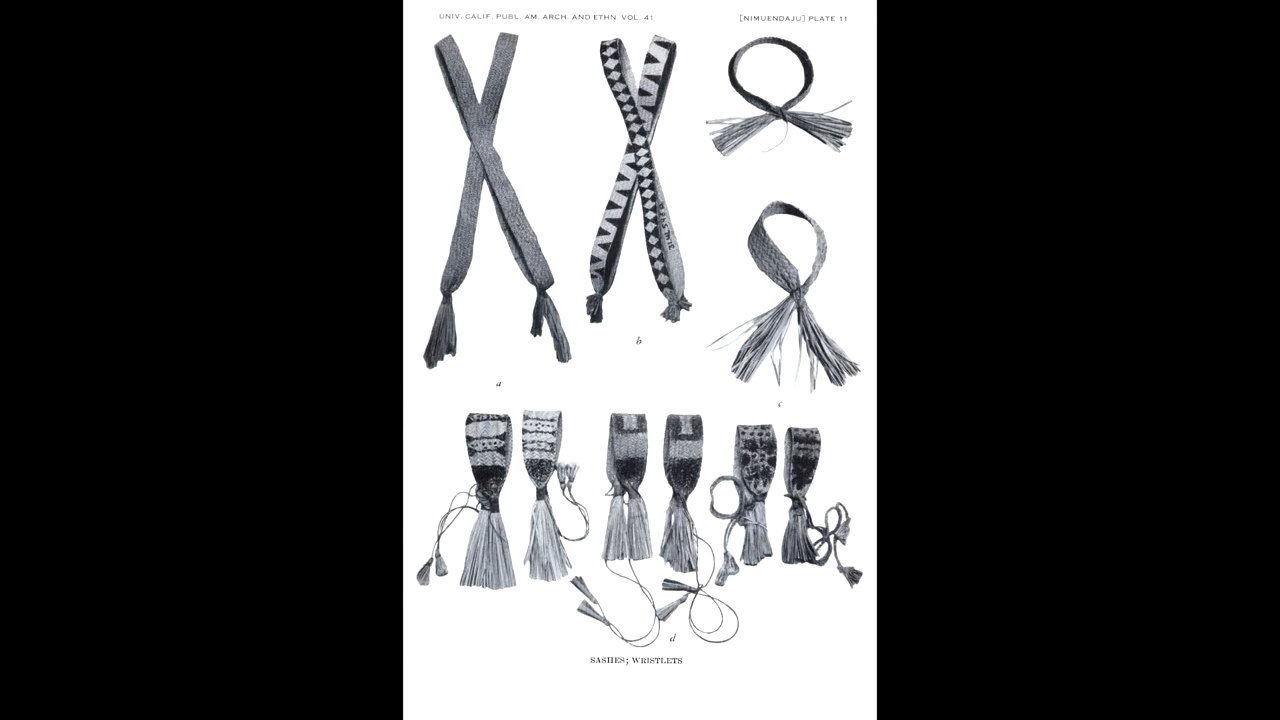 UNIV. CALIF. PUBL. AM. ARCH. AND ETHN. VOL. 41
[NIMUENDAJU] PLATE 11
b
a
c
d
SASHES; WRISTLETS